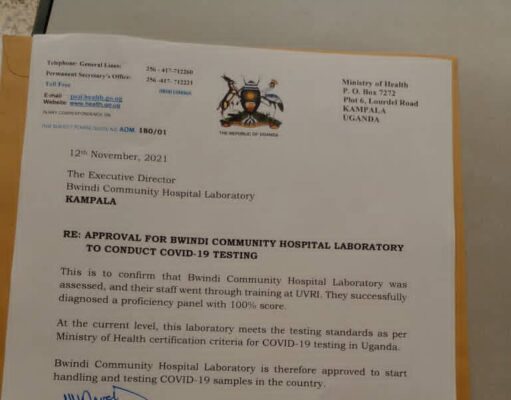 Telephone: General Lines: 256 - 417-712260
Permanent Secretary's Office: 256 -417- 712221
Toll Free
E-mail ps@health.go.ug
Website: www.health.go.ug
IN ANY CORRESPONDENCE ON
THIS SUBJECT PLEASE QUOTE NO. ADM. 180/01
THE REPUBLIC OF UGANDA
Ministry of Health
P. O. Box 7272
Plot 6, Lourdel Road
KAMPALA
UGANDA
12th November, 2021
The Executive Director
Bwindi Community Hospital Laboratory
KAMPALA
RE: APPROVAL FOR BWINDI COMMUNITY HOSPITAL LABORATORY
TO CONDUCT COVID-19 TESTING
This is to confirm that Bwindi Community Hospital Laboratory was
assessed, and their staff went through training at UVRI. They successfully
diagnosed a proficiency panel with 100% score.
At the current level, this laboratory meets the testing standards as per
Ministry of Health certification criteria for COVID-19 testing in Uganda.
Bwindi Community Hospital Laboratory is therefore approved to start
handling and testing COVID-19 samples in the country.